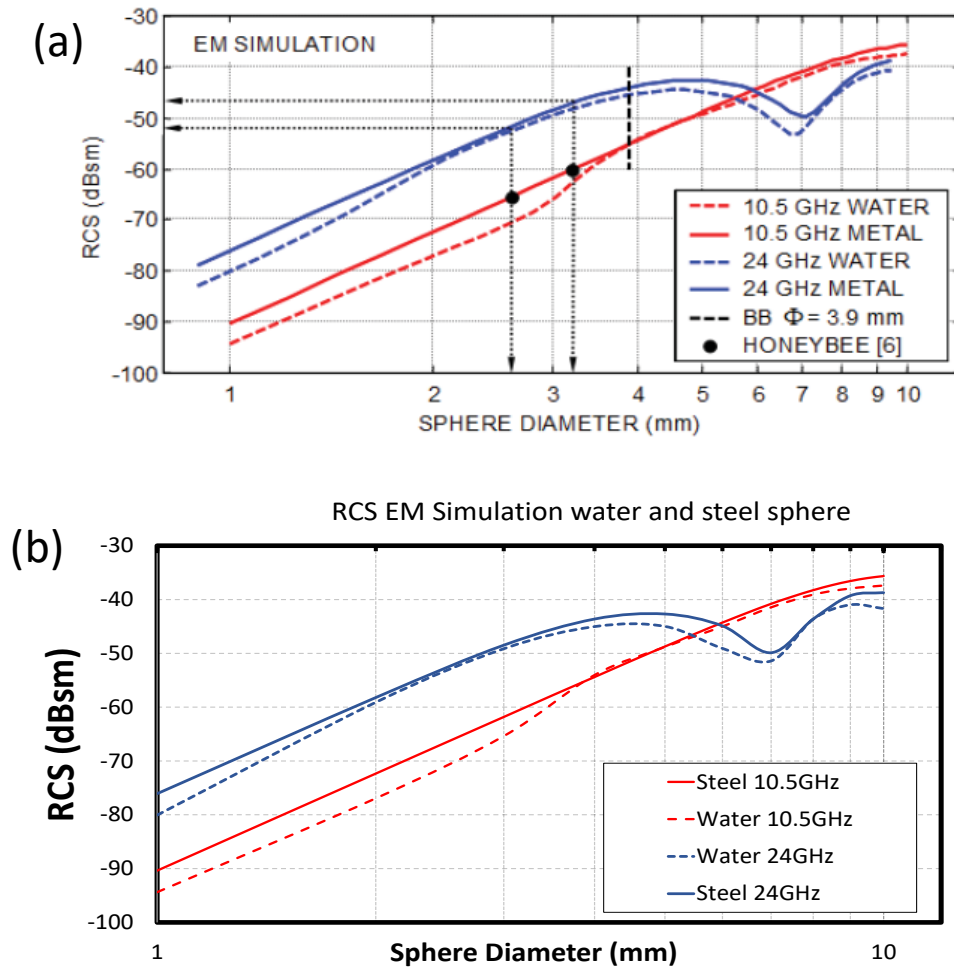 (a)
EM SIMULATION
RCS (dBsm)
-30
-40
-50
-60
-70
-80
-90
-100
10.5 GHz WATER
10.5 GHz METAL
24 GHz WATER
24 GHz METAL
BB Φ= 3.9 mm
HONEYBEE [6]
1 2 3 4 5 6 7 8 9 10
SPHERE DIAMETER (mm)
RCS EM Simulation water and steel sphere
(b)
RCS (dBsm)
-30
-40
-50
-60
-70
-80
-90
-100
Steel 10.5GHz
Water 10.5GHz
Water 24GHz
Steel 24GHz
1 10
Sphere Diameter (mm)